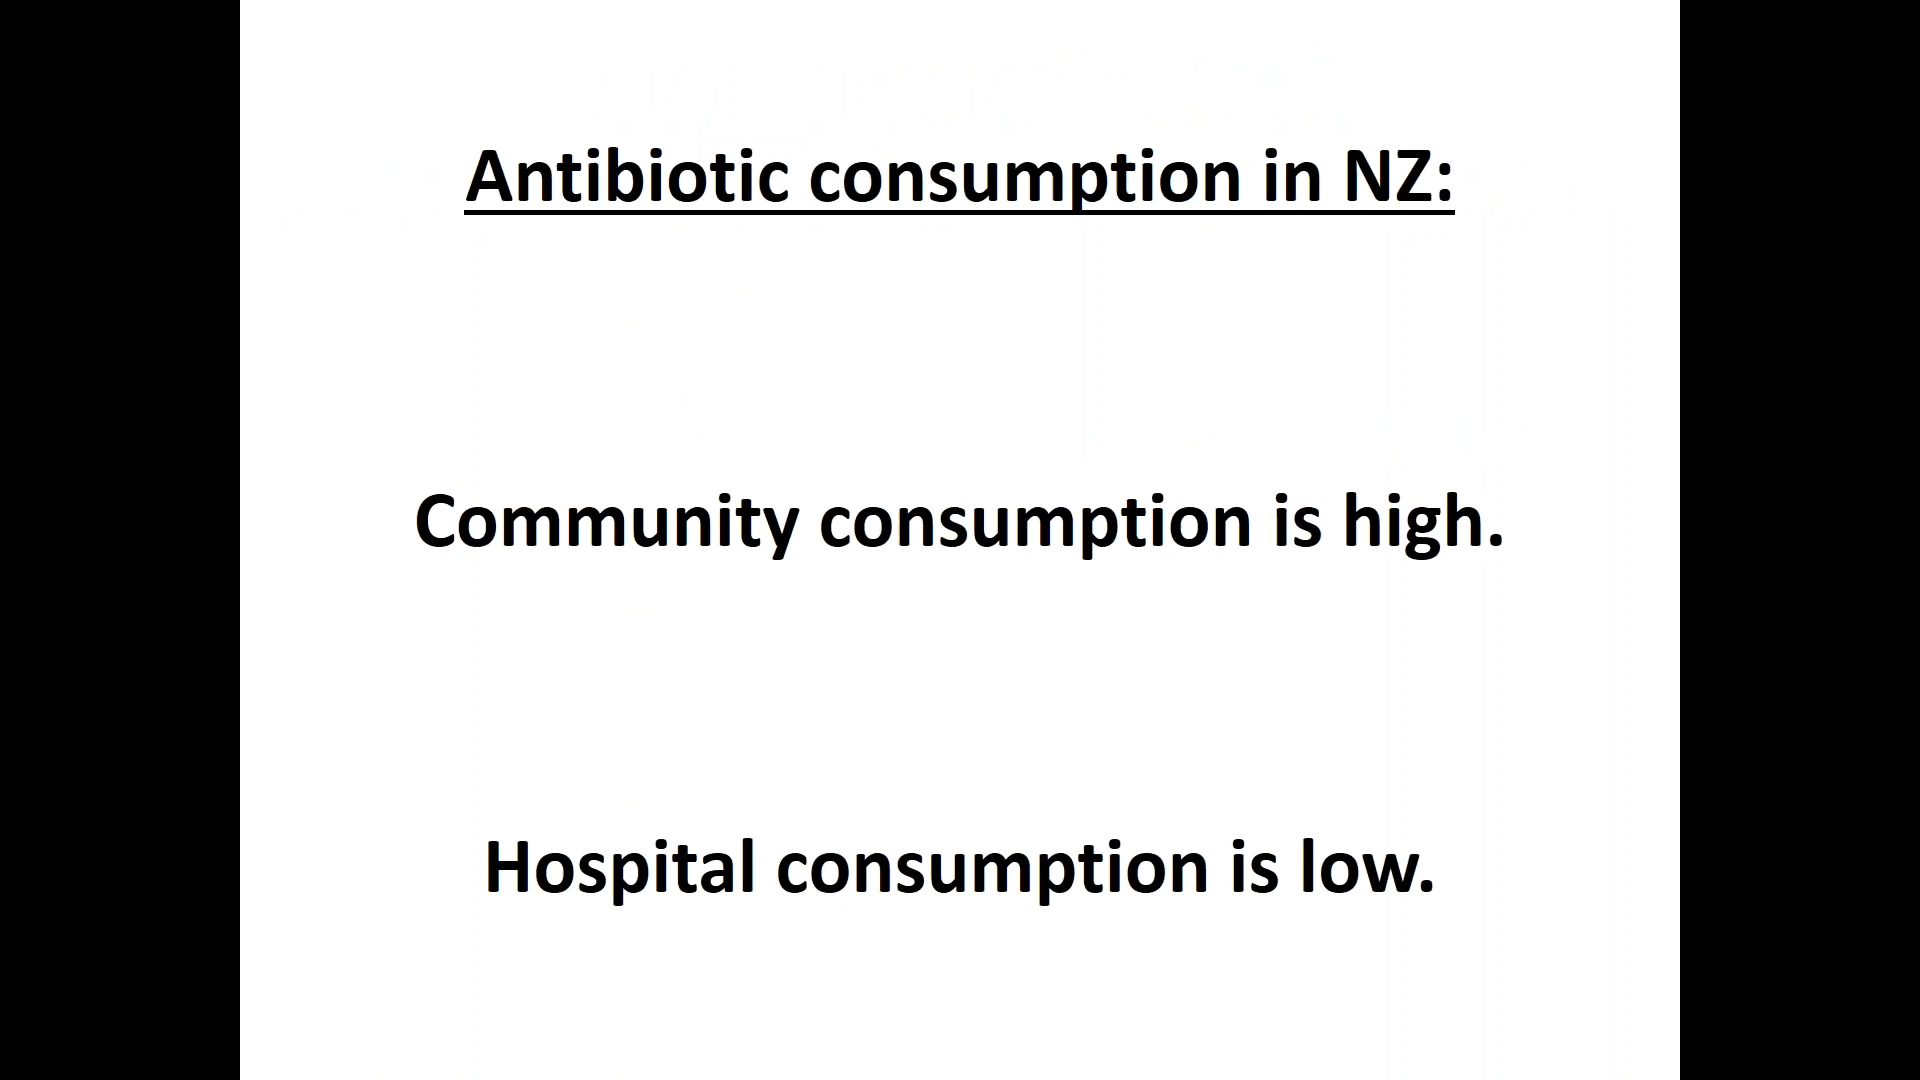 Antibiotic consumption in NZ:
Community consumption is high.
Hospital consumption is low.